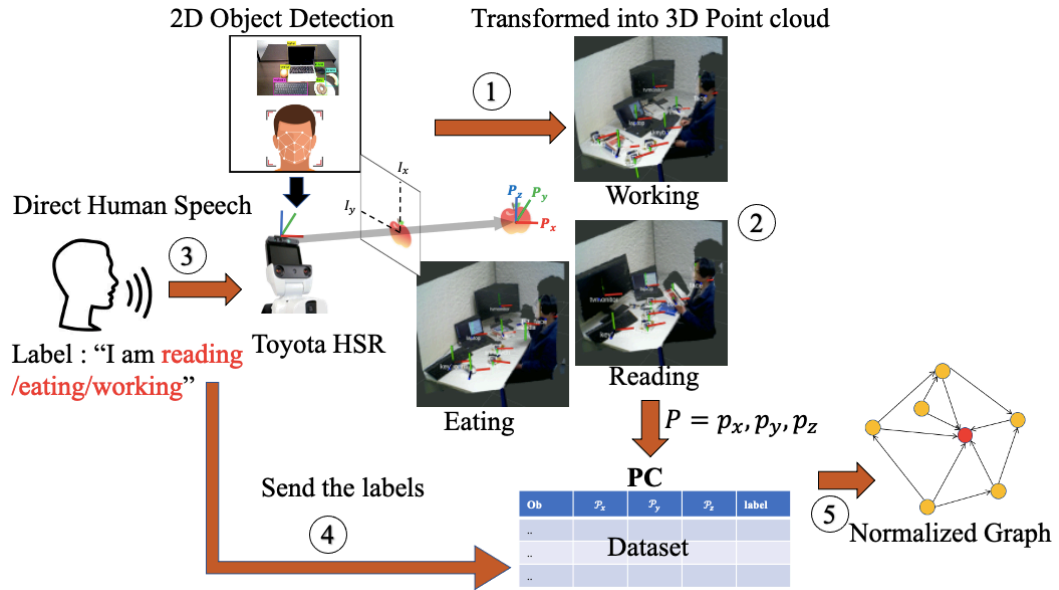 2D Object Detection
Transformed into 3D Point cloud
1
Working
I_x
I_y
P_z
P_y
P_x
2
Direct Human Speech
3
Toyota HSR
Label : “I am reading
/eating/working”
tvmonitor
Eating
tvmonitor
Reading
P = p_x, p_y, p_z
Send the labels
4
PC
Ob 𝒫_x 𝒫_y 𝒫_z label
..
..
..
Dataset
5
Normalized Graph